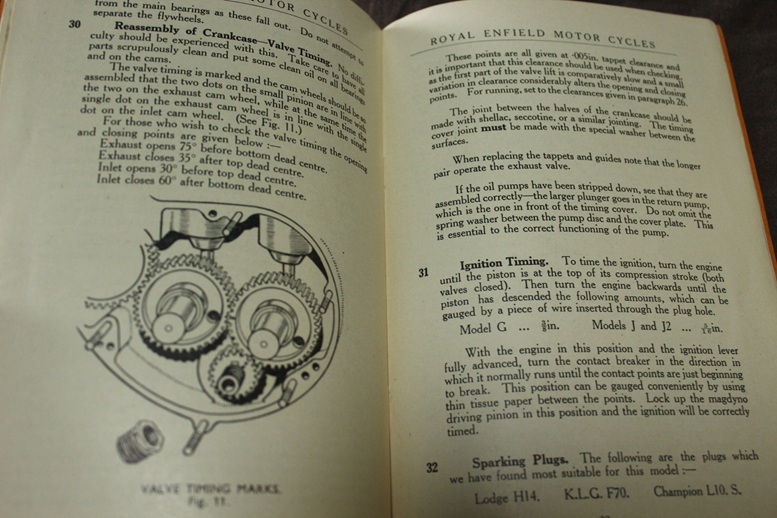 MOTOR CYCLES
from the main bearings as these fall out. Do not attempt to
separate the flywheels.
30 Reassembly of Crankcase—Valve Timing. No diffi-
culty should be experienced with this. Take care to have all
parts scrupulously clean and put some clean oil on all bearings
and on the cams.
The valve timing is marked and the cam wheels should be so
assembled that the two dots on the small pinion are in line with
the two on the exhaust cam wheel, while at the same time the
single dot on the exhaust cam wheel is in line with the single
dot on the inlet cam wheel. (See Fig. 11.)
For those who wish to check the valve timing the opening
and closing points are given below :—
Exhaust opens 75° before bottom dead centre.
Exhaust closes 35° after top dead centre.
Inlet opens 30° before top dead centre.
Inlet closes 60° after bottom dead centre.
VALVE TIMING MARKS.
Fig. 11.
ROYAL ENFIELD MOTOR CYCLES
These points are all given at ·005in. tappet clearance and
it is important that this clearance should be used when checking,
as the first part of the valve lift is comparatively slow and a small
variation in clearance considerably alters the opening and closing
points. For running, set to the clearances given in paragraph 26.
The joint between the halves of the crankcase should be
made with shellac, seccotine, or a similar jointing. The timing
cover joint must be made with the special washer between the
surfaces.
When replacing the tappets and guides note that the longer
pair operate the exhaust valve.
If the oil pumps have been stripped down, see that they are
assembled correctly—the larger plunger goes in the return pump,
which is the one in front of the timing cover. Do not omit the
spring washer between the pump disc and the cover plate. This
is essential to the correct functioning of the pump.
31 Ignition Timing. To time the ignition, turn the engine
until the piston is at the top of its compression stroke (both
valves closed). Then turn the engine backwards until the
piston has descended the following amounts, which can be
gauged by a piece of wire inserted through the plug hole.
Model G ... in. Models J and J2 ... in.
With the engine in this position and the ignition lever
fully advanced, turn the contact breaker in the direction in
which it normally runs until the contact points are just beginning
to break. This position can be gauged conveniently by using
thin tissue paper between the points. Lock up the magdyno
driving pinion in this position and the ignition will be correctly
timed.
32 Sparking Plugs. The following are the plugs which
we have found most suitable for this model :—
Lodge H14. K.L.G. F70. Champion L10. S.